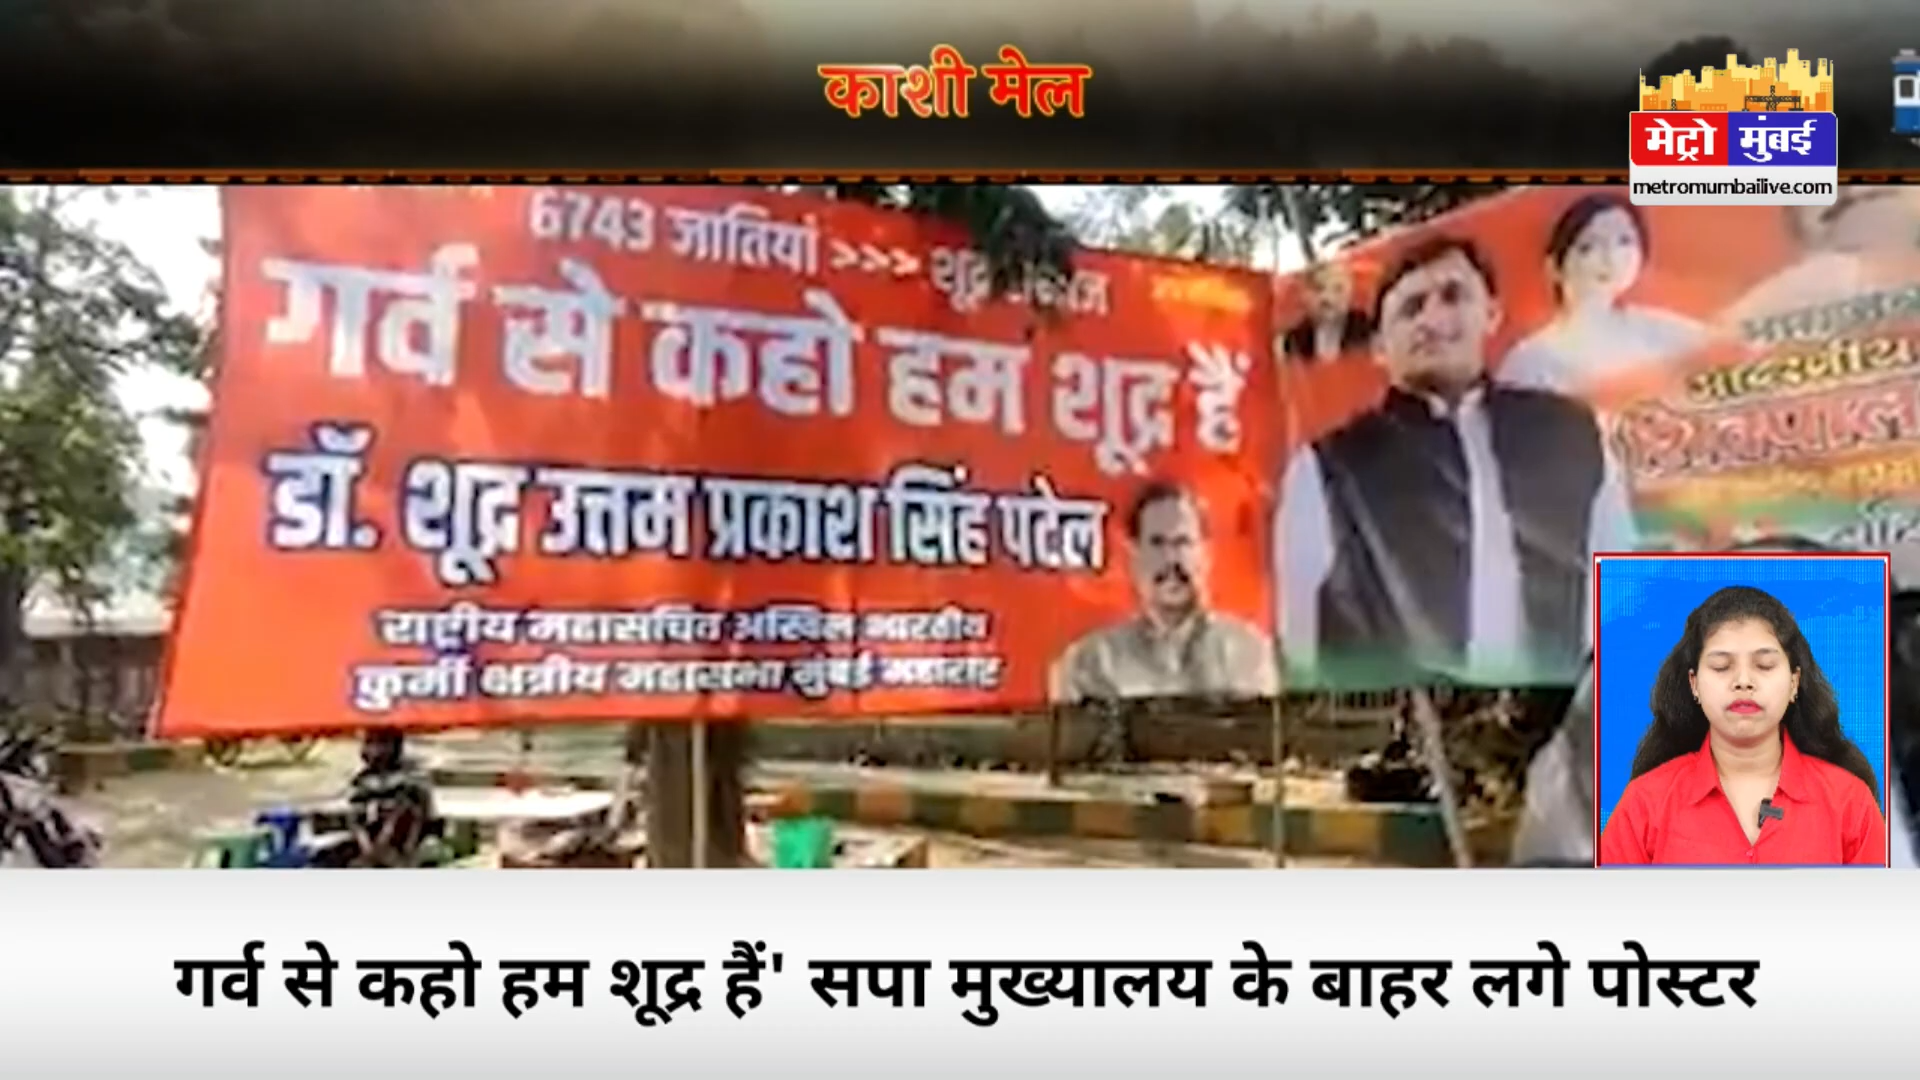 काशी मेल
मेट्रो मुंबई
metromumbailive.com
6743 जातियां >>> शूद्र
गर्व से कहो हम शूद्र हैं
डॉ. शूद्र उत्तम प्रकाश सिंह पटेल
राष्ट्रीय महासचिव अखिल भारतीय
कुर्मी क्षत्रीय महासभा मुंबई महाराष्ट्र
आदरणीय
शिवपाल
गर्व से कहो हम शूद्र हैं' सपा मुख्यालय के बाहर लगे पोस्टर